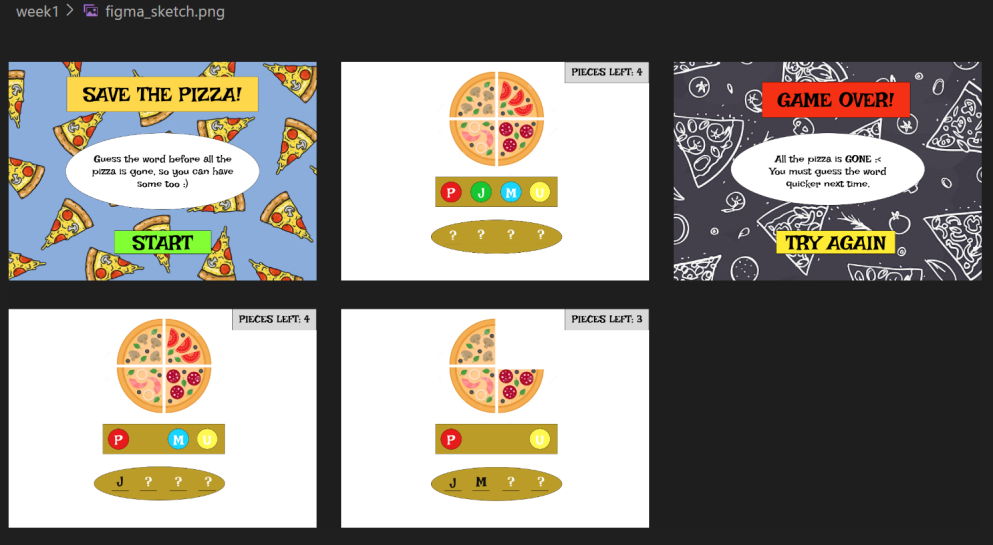 week1 > figma_sketch.png
SAVE THE PIZZA!
Guess the word before all the
pizza is gone, so you can have
some too :)
START
PIECES LEFT: 4
P J M U
? ? ? ?
GAME OVER!
All the pizza is GONE :<
You must guess the word
quicker next time.
TRY AGAIN
PIECES LEFT: 4
P M U
J ? ? ?
PIECES LEFT: 3
P U
J M ? ?